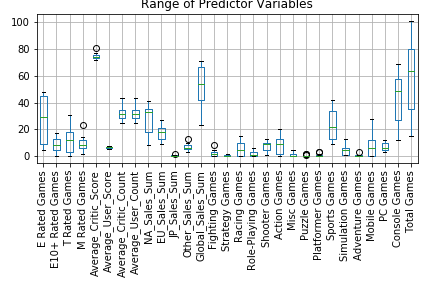 Range of Predictor Variables
100
80
60
40
20
0
E Rated Games
E10+ Rated Games
T Rated Games
M Rated Games
Average_Critic_Score
Average_User_Score
Average_Critic_Count
Average_User_Count
NA_Sales_Sum
EU_Sales_Sum
JP_Sales_Sum
Other_Sales_Sum
Global_Sales_Sum
Fighting Games
Strategy Games
Racing Games
Role-Playing Games
Shooter Games
Action Games
Misc Games
Puzzle Games
Platformer Games
Sports Games
Simulation Games
Adventure Games
Mobile Games
PC Games
Console Games
Total Games